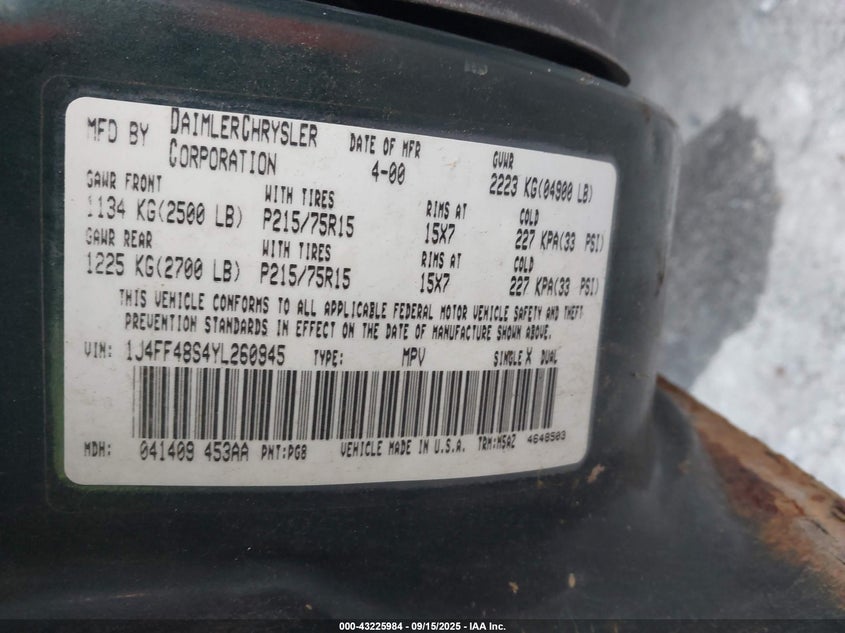 MFD BY DAIMLERCHRYSLER CORPORATION DATE OF MFR 4-00 GVWR 2223 KG(04900 LB)
GAWR FRONT WITH TIRES RIMS AT COLD
1134 KG(2500 LB) P215/75R15 15X7 227 KPA(33 PSI)
GAWR REAR WITH TIRES RIMS AT COLD
1225 KG(2700 LB) P215/75R15 15X7 227 KPA(33 PSI)
THIS VEHICLE CONFORMS TO ALL APPLICABLE FEDERAL MOTOR VEHICLE SAFETY AND THEFT
PREVENTION STANDARDS IN EFFECT ON THE DATE OF MANUFACTURE SHOWN ABOVE.
VIN: 1J4FF48S4YL260945 TYPE: MPV SINGLE X DUAL
MDH: 041409 453AA PNT:PG8 VEHICLE MADE IN U.S.A. TRM:M5AZ 4648503
000-43225984 - 09/15/2025 - IAA Inc.